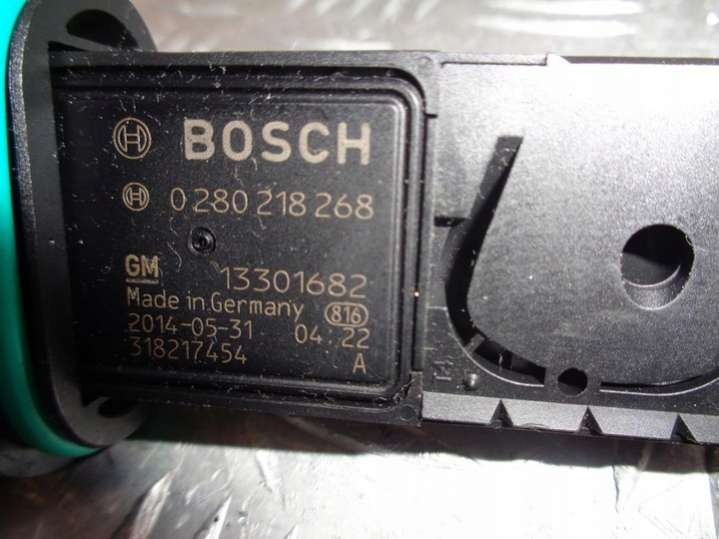 BOSCH
0 280 218 268
GM 13301682
Made in Germany 816
2014-05-31 04:22
318217454 A